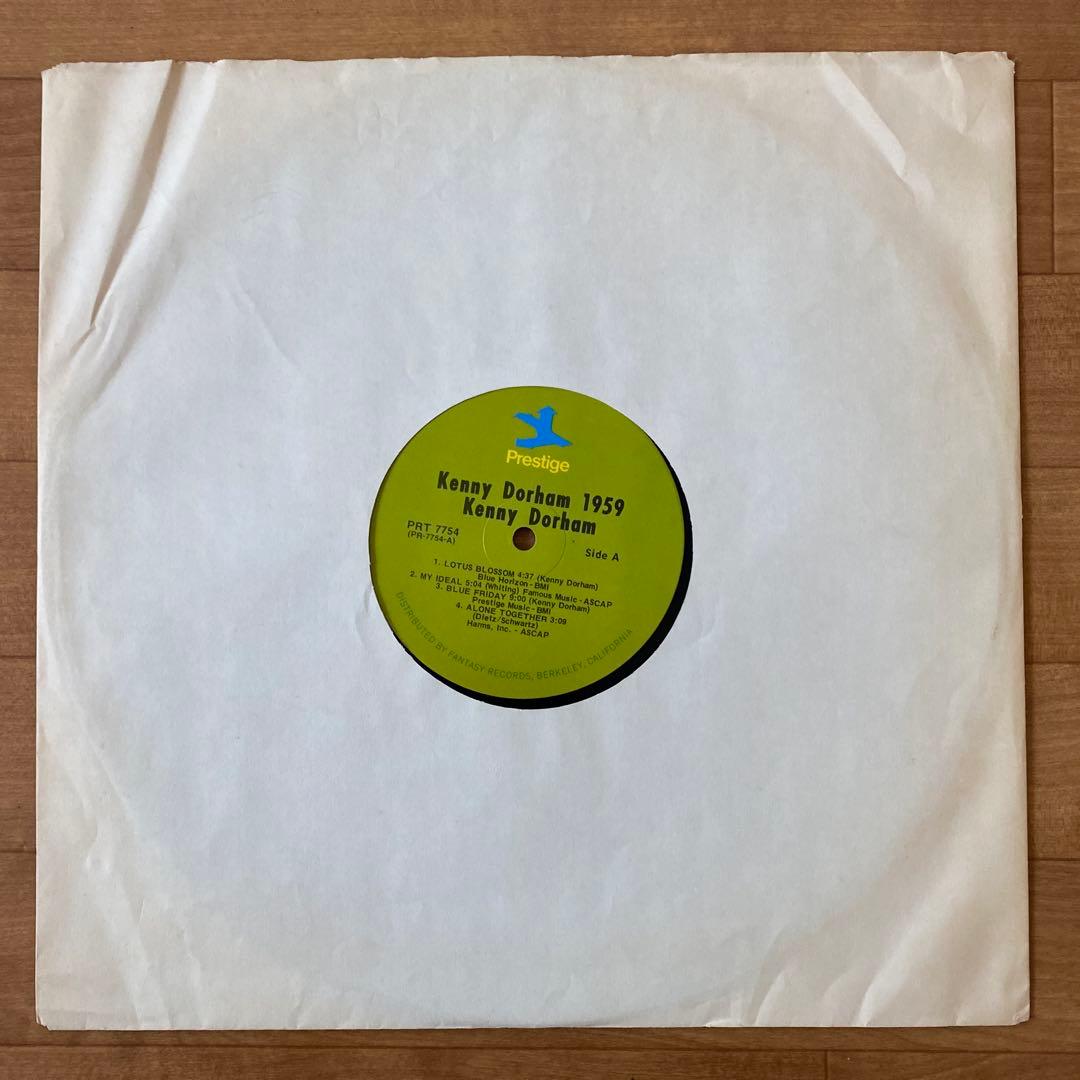 Prestige
Kenny Dorham 1959
Kenny Dorham
PRT 7754
(PR-7754-A)
Side A
1. LOTUS BLOSSOM 4:37 (Kenny Dorham)
Blue Horizon - BMI
2. MY IDEAL 5:04 (Whiting) Famous Music - ASCAP
3. BLUE FRIDAY 9:00 (Kenny Dorham)
Prestige Music - BMI
4. ALONE TOGETHER 3:09
(Dietz/Schwartz)
Harms, Inc. - ASCAP
DISTRIBUTED BY FANTASY RECORDS, BERKELEY, CALIFORNIA